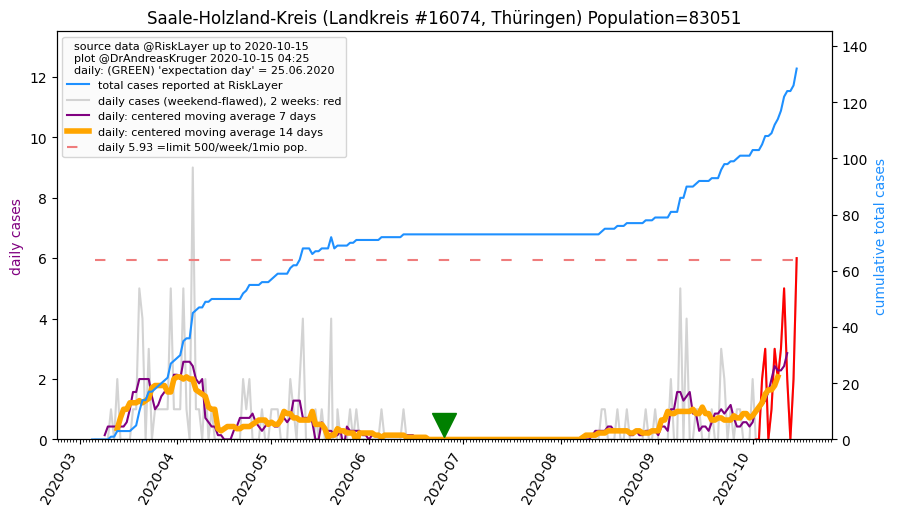 Saale-Holzland-Kreis (Landkreis #16074, Thüringen) Population=83051
source data @RiskLayer up to 2020-10-15
plot @DrAndreasKruger 2020-10-15 04:25
daily: (GREEN) 'expectation day' = 25.06.2020
total cases reported at RiskLayer
daily cases (weekend-flawed), 2 weeks: red
daily: centered moving average 7 days
daily: centered moving average 14 days
daily 5.93 =limit 500/week/1mio pop.
daily cases
12
10
8
6
4
2
0
140
120
100
80
60
40
20
0
cumulative total cases
2020-03
2020-04
2020-05
2020-06
2020-07
2020-08
2020-09
2020-10